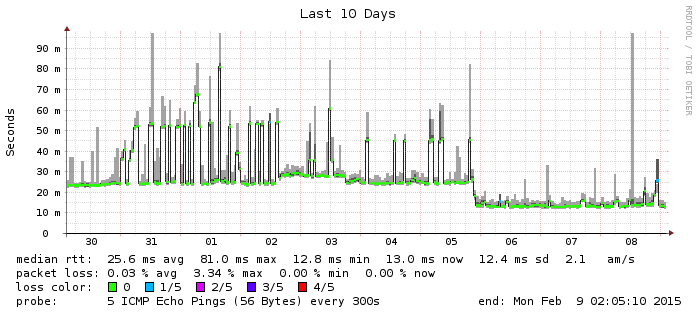 Last 10 Days
RRDTOOL / TOBI OETIKER
Seconds
90 m
80 m
70 m
60 m
50 m
40 m
30 m
20 m
10 m
0
30 31 01 02 03 04 05 06 07 08
median rtt: 25.6 ms avg 81.0 ms max 12.8 ms min 13.0 ms now 12.4 ms sd 2.1 am/s
packet loss: 0.03 % avg 3.34 % max 0.00 % min 0.00 % now
loss color: 0 1/5 2/5 3/5 4/5
probe: 5 ICMP Echo Pings (56 Bytes) every 300s end: Mon Feb 9 02:05:10 2015